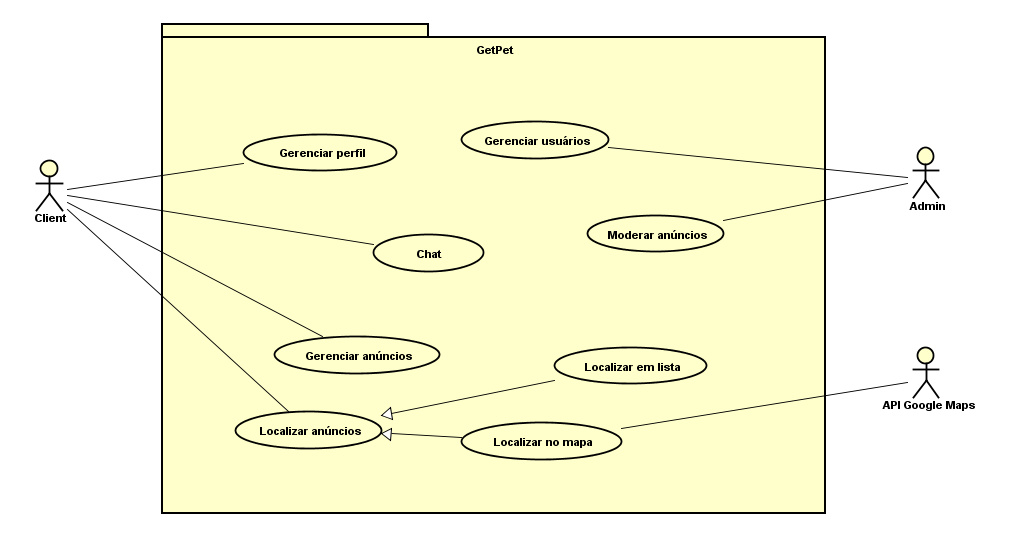 GetPet
Gerenciar perfil
Gerenciar usuários
Client
Admin
Moderar anúncios
Chat
Gerenciar anúncios
Localizar em lista
API Google Maps
Localizar anúncios
Localizar no mapa